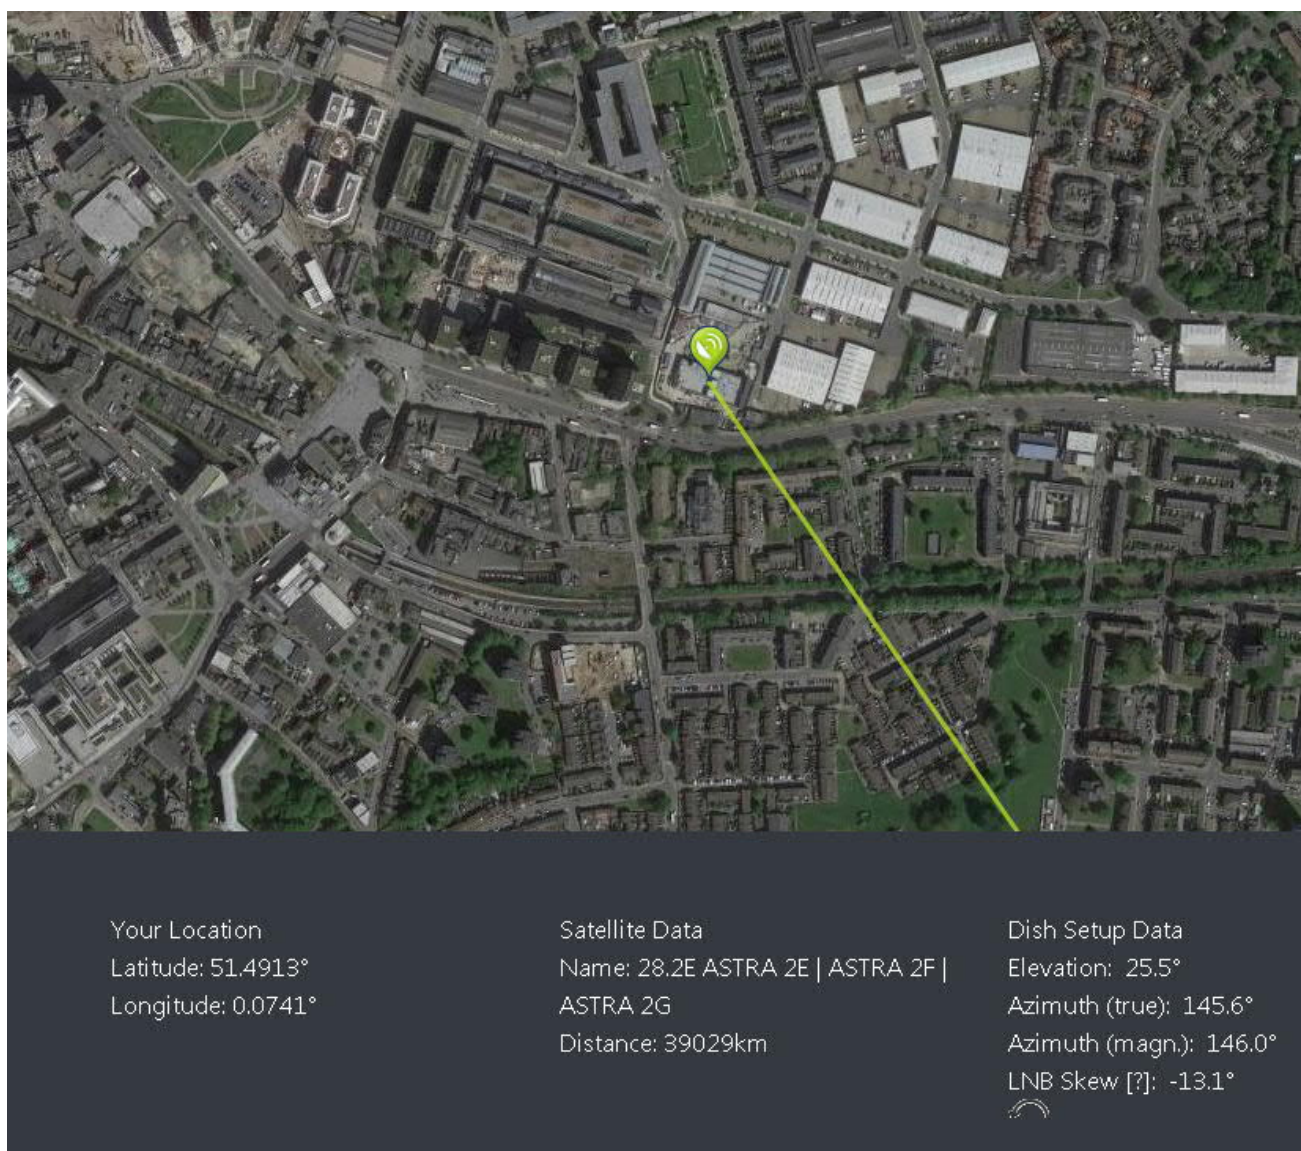 Your Location
Latitude: 51.4913°
Longitude: 0.0741°
Satellite Data
Name: 28.2E ASTRA 2E | ASTRA 2F |
ASTRA 2G
Distance: 39029km
Dish Setup Data
Elevation: 25.5°
Azimuth (true): 145.6°
Azimuth (magn.): 146.0°
LNB Skew [?]: -13.1°